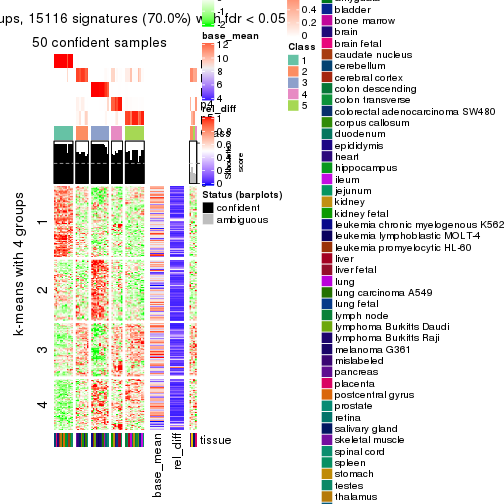 ups, 15116 signatures (70.0%) with fdr < 0.05
50 confident samples
base_mean
12
10
8
6
4
rel_diff
1
0.8
0.6
0.4
0.2
0
-2
0.4
0.2
0
Class
1
2
3
4
5
Silhouette
score
Status (barplots)
confident
ambiguous
k-means with 4 groups
1
2
3
4
tissue
base_mean
rel_diff
bladder
bone marrow
brain
brain fetal
caudate nucleus
cerebellum
cerebral cortex
colon descending
colon transverse
colorectal adenocarcinoma SW480
corpus callosum
duodenum
epididymis
heart
hippocampus
ileum
jejunum
kidney
kidney fetal
leukemia chronic myelogenous K562
leukemia lymphoblastic MOLT-4
leukemia promyelocytic HL-60
liver
liver fetal
lung
lung carcinoma A549
lung fetal
lymph node
lymphoma Burkitts Daudi
lymphoma Burkitts Raji
melanoma G361
mislabeled
pancreas
placenta
postcentral gyrus
prostate
retina
salivary gland
skeletal muscle
spinal cord
spleen
stomach
testes
thalamus